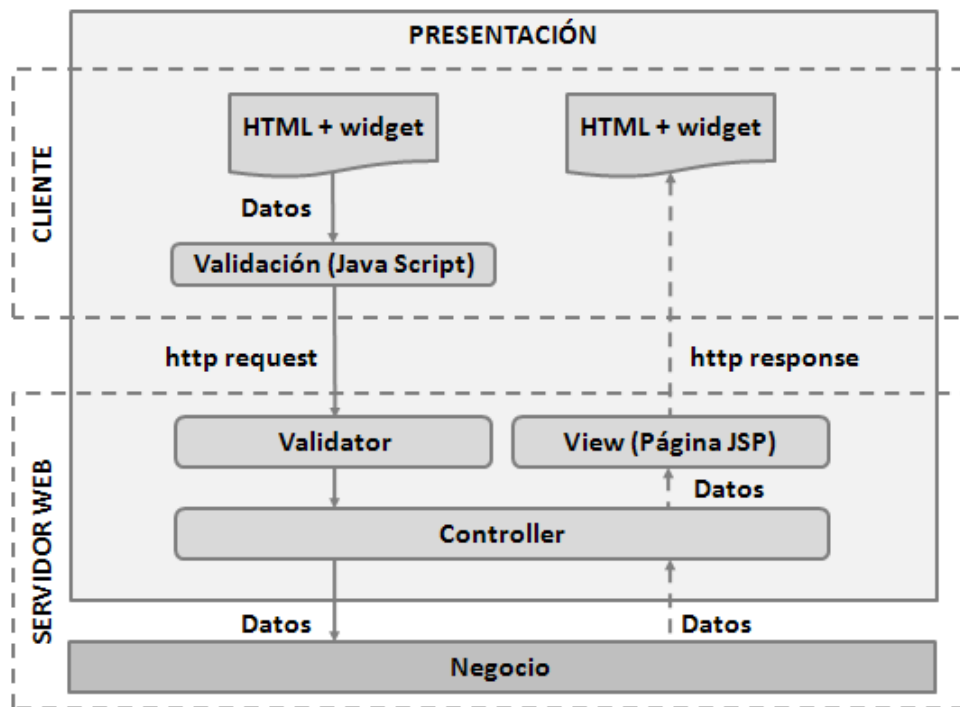 PRESENTACIÓN
CLIENTE
HTML + widget
HTML + widget
Datos
Validación (Java Script)
http request
http response
SERVIDOR WEB
Validator
View (Página JSP)
Datos
Controller
Datos
Datos
Negocio